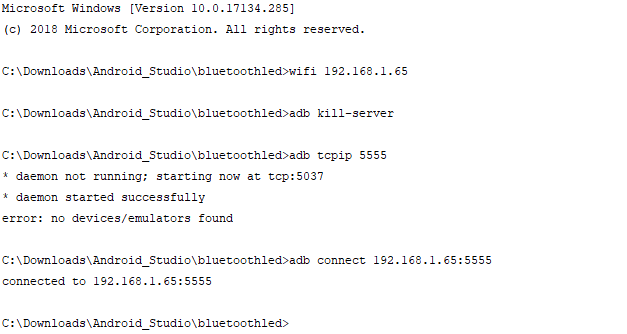 Microsoft Windows [Version 10.0.17134.285]
(c) 2018 Microsoft Corporation. All rights reserved.
C:\Downloads\Android_Studio\bluetoothled>wifi 192.168.1.65
C:\Downloads\Android_Studio\bluetoothled>adb kill-server
C:\Downloads\Android_Studio\bluetoothled>adb tcpip 5555
* daemon not running; starting now at tcp:5037
* daemon started successfully
error: no devices/emulators found
C:\Downloads\Android_Studio\bluetoothled>adb connect 192.168.1.65:5555
connected to 192.168.1.65:5555
C:\Downloads\Android_Studio\bluetoothled>